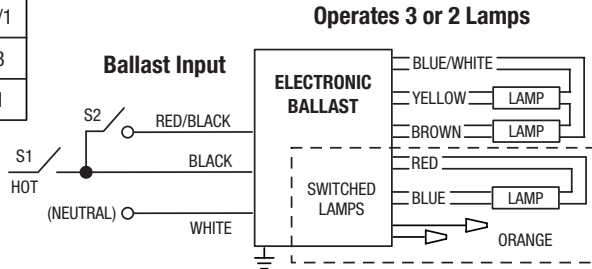 /1
3
1
Operates 3 or 2 Lamps
Ballast Input
ELECTRONIC
BALLAST
BLUE/WHITE
YELLOW
LAMP
BROWN
LAMP
S2
RED/BLACK
S1
HOT
BLACK
(NEUTRAL)
WHITE
SWITCHED
LAMPS
RED
BLUE
LAMP
ORANGE